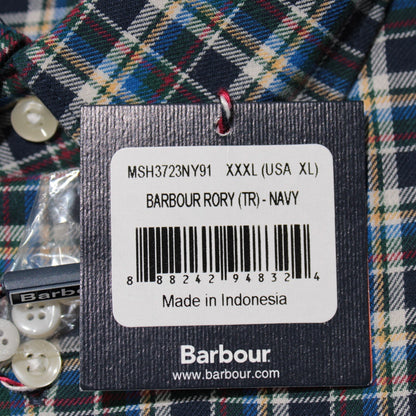 MSH3723NY91 XXXL (USA XL)
BARBOUR RORY (TR) - NAVY
8 88242 94832 4
Made in Indonesia
Barbour
www.barbour.com
Barbour